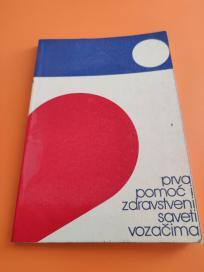 prva
pomoć i
zdravstveni
saveti
vozačima